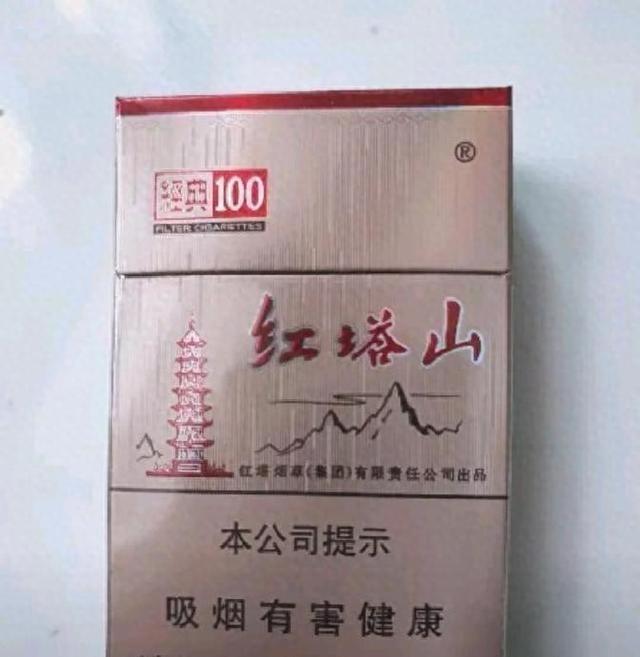 ®
經典100
FILTER CIGARETTES
红塔山
红塔烟草(集团)有限责任公司出品
本公司提示
吸烟有害健康